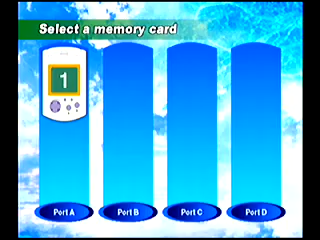 Select a memory card
1
Port A
Port B
Port C
Port D